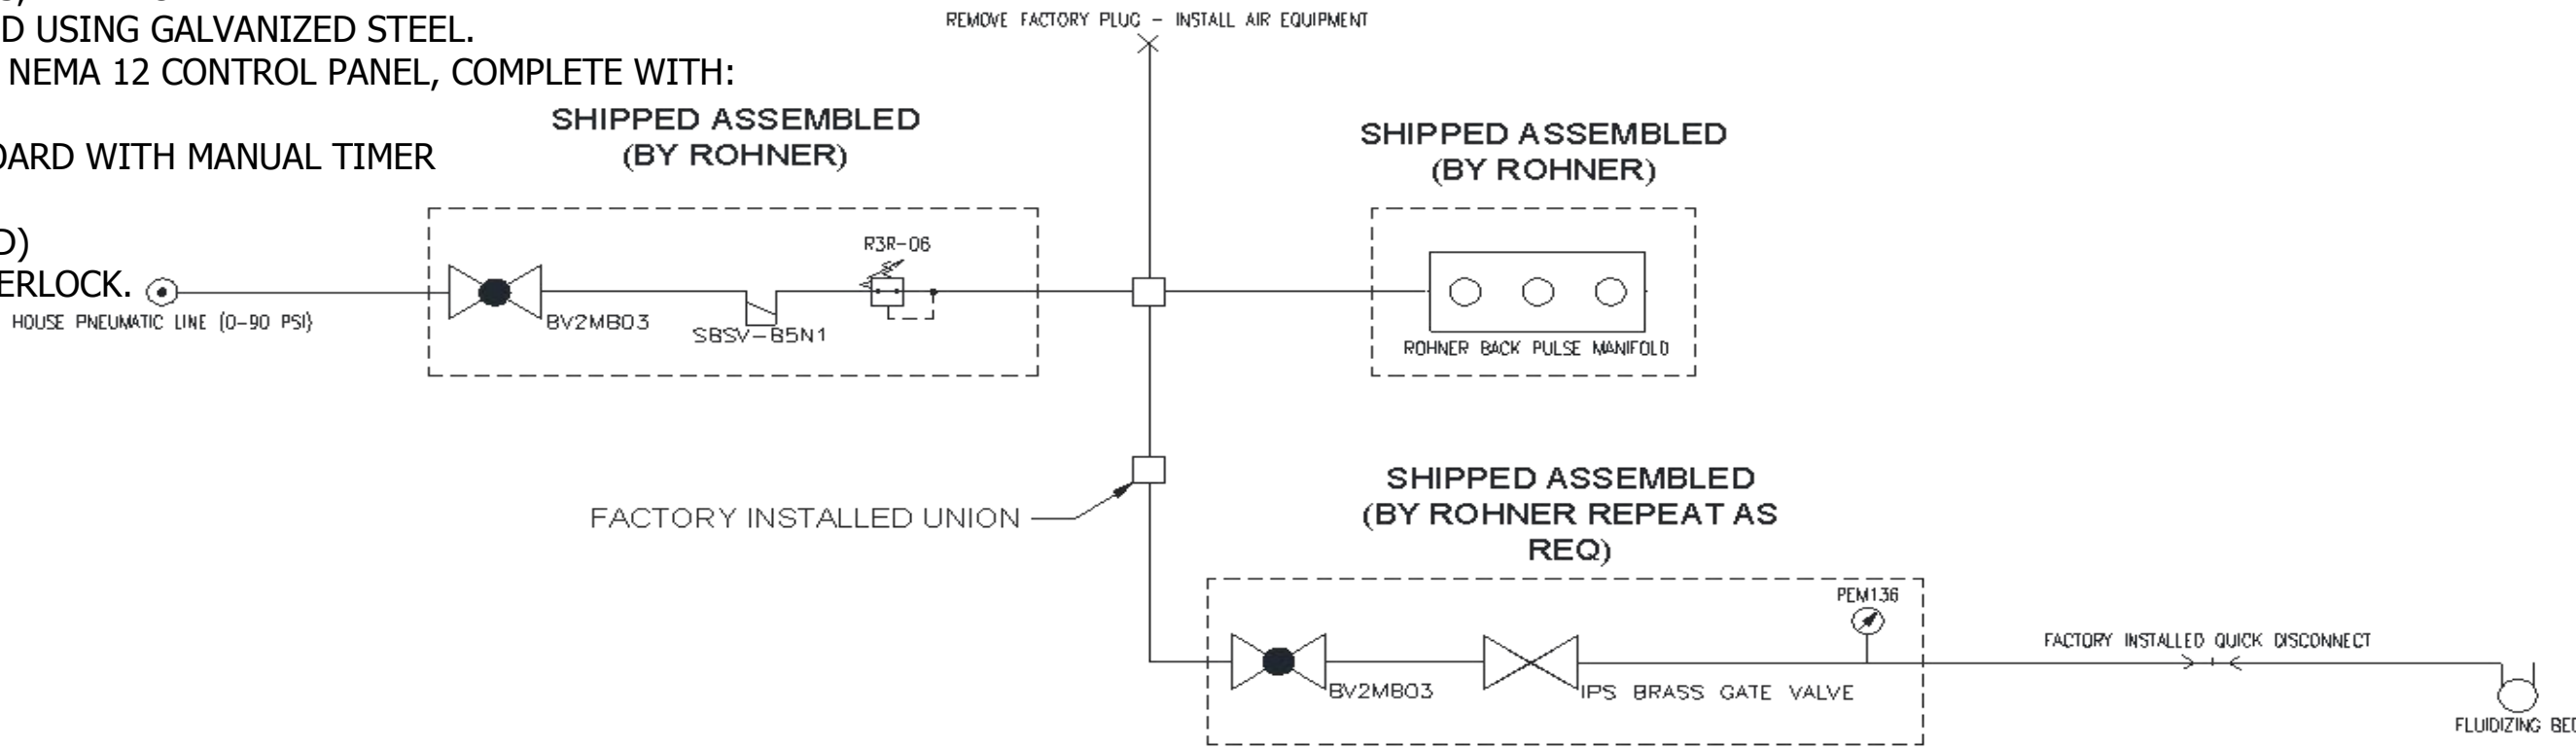 D USING GALVANIZED STEEL.
NEMA 12 CONTROL PANEL, COMPLETE WITH:
OARD WITH MANUAL TIMER
D)
ERLOCK.
REMOVE FACTORY PLUG - INSTALL AIR EQUIPMENT
SHIPPED ASSEMBLED
(BY ROHNER)
SHIPPED ASSEMBLED
(BY ROHNER)
R3R-06
HOUSE PNEUMATIC LINE (0-90 PSI)
BV2MB03
SBSV-B5N1
ROHNER BACK PULSE MANIFOLD
FACTORY INSTALLED UNION
SHIPPED ASSEMBLED
(BY ROHNER REPEAT AS
REQ)
PEM136
FACTORY INSTALLED QUICK DISCONNECT
BV2MB03
IPS BRASS GATE VALVE
FLUIDIZING BED